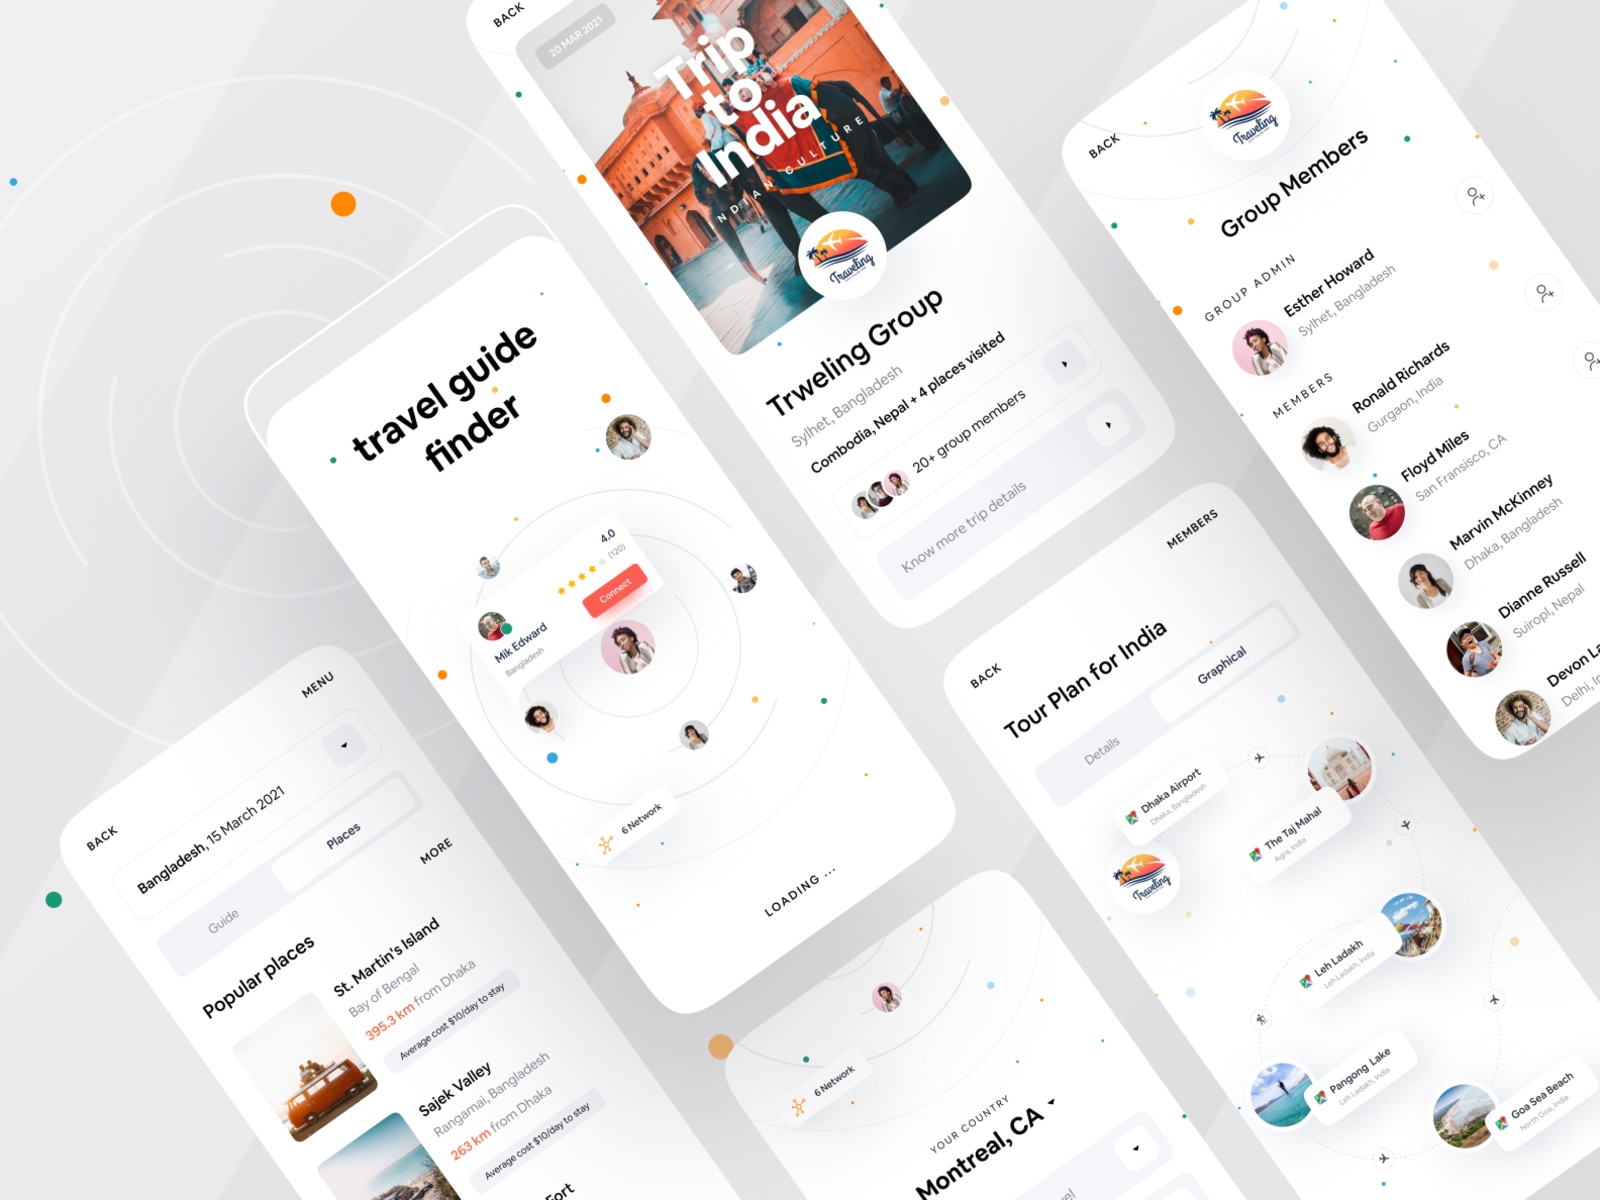 BACK
20 MAR 2021
Trip
to
India
NDIAN CULTURE
Traveling
Trweling Group
Sylhet, Bangladesh
Combodia, Nepal + 4 places visited
20+ group members
Know more trip details
BACK
Traveling
Group Members
GROUP ADMIN
Esther Howard
Sylhet, Bangladesh
MEMBERS
Ronald Richards
Gurgaon, India
Floyd Miles
San Fransisco, CA
Marvin McKinney
Dhaka, Bangladesh
Dianne Russell
Suiropl, Nepal
Devon La
Delhi, In
travel guide
finder
4.0
(120)
Connect
Mik Edward
Bangladesh
6 Network
LOADING ...
MENU
BACK
Bangladesh, 15 March 2021
Guide
Places
MORE
Popular places
St. Martin's Island
Bay of Bengal
395.3 km from Dhaka
Average cost $10/day to stay
Sajek Valley
Rangamai, Bangladesh
263 km from Dhaka
Average cost $10/day to stay
Fort
6 Network
YOUR COUNTRY
Montreal, CA
vel
MEMBERS
BACK
Tour Plan for India
Details
Graphical
Dhaka Airport
Dhaka, Bangladesh
Traveling
The Taj Mahal
Agra, India
Leh Ladakh
Leh Ladakh, India
Pangong Lake
Leh Ladakh, India
Goa Sea Beach
North Goa, India